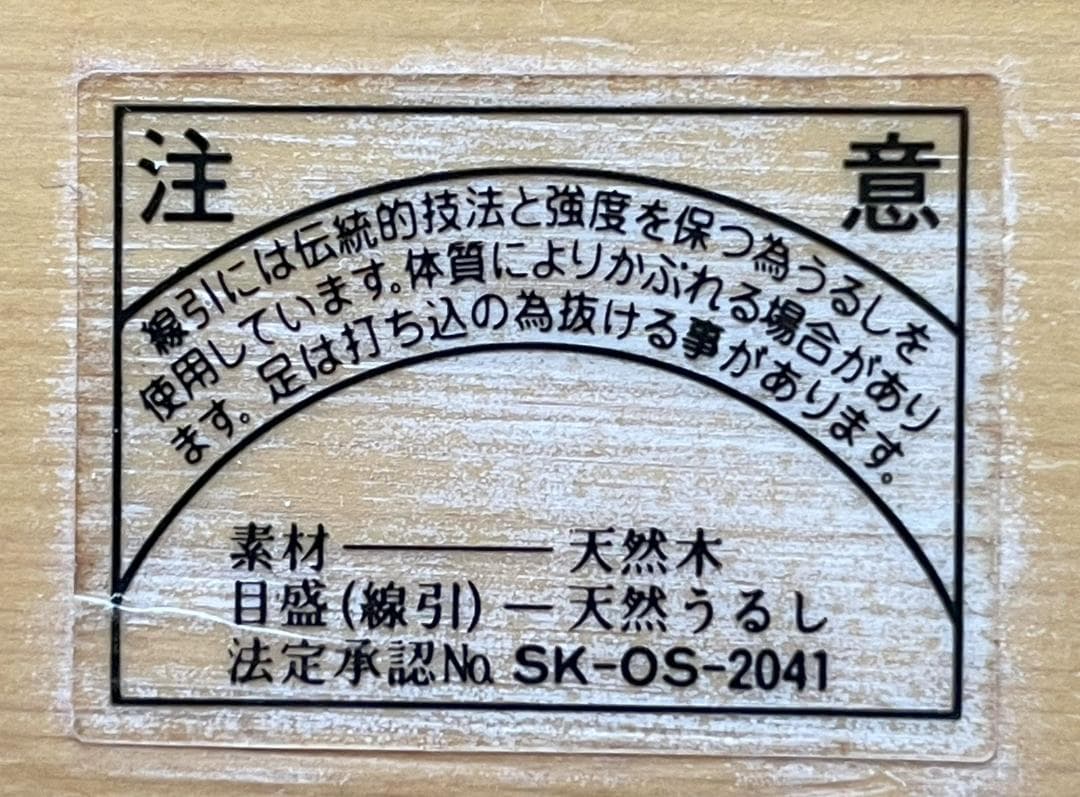 注意
線引には伝統的技法と強度を保つ為うるしを
使用しています。体質によりかぶれる場合があり
ます。足は打ち込の為抜ける事があります。
素材 ── 天然木
目盛(線引) ─ 天然うるし
法定承認No. SK-OS-2041